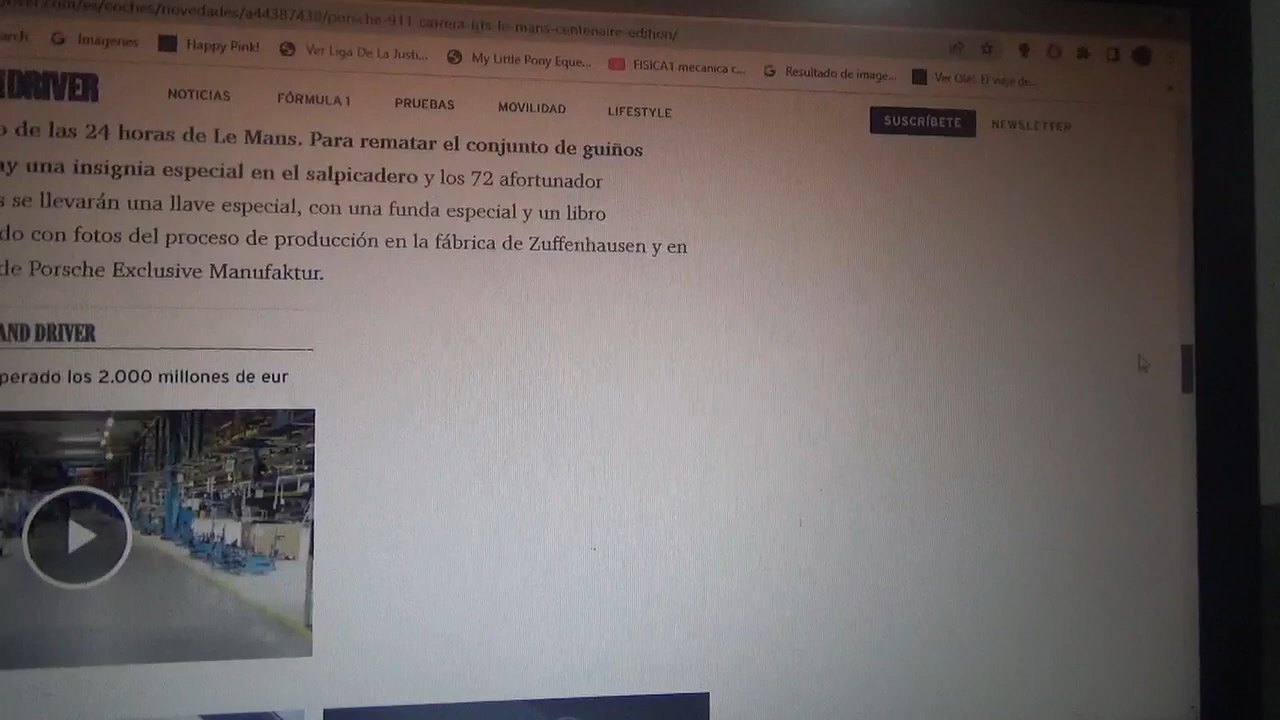 /es/coches/novedades/a44387438/porsche-911-carrera-gts-le-mans-centenaire-edition/
Imágenes Happy Pink! Ver Liga De La Justi... My Little Pony Eque... FISICA1 mecanica c... Resultado de image... Ver Olé! El viaje de...
DRIVER NOTICIAS FÓRMULA 1 PRUEBAS MOVILIDAD LIFESTYLE SUSCRÍBETE NEWSLETTER
de las 24 horas de Le Mans. Para rematar el conjunto de guiños
una insignia especial en el salpicadero y los 72 afortunador
s se llevarán una llave especial, con una funda especial y un libro
do con fotos del proceso de producción en la fábrica de Zuffenhausen y en
de Porsche Exclusive Manufaktur.
AND DRIVER
perado los 2.000 millones de eur